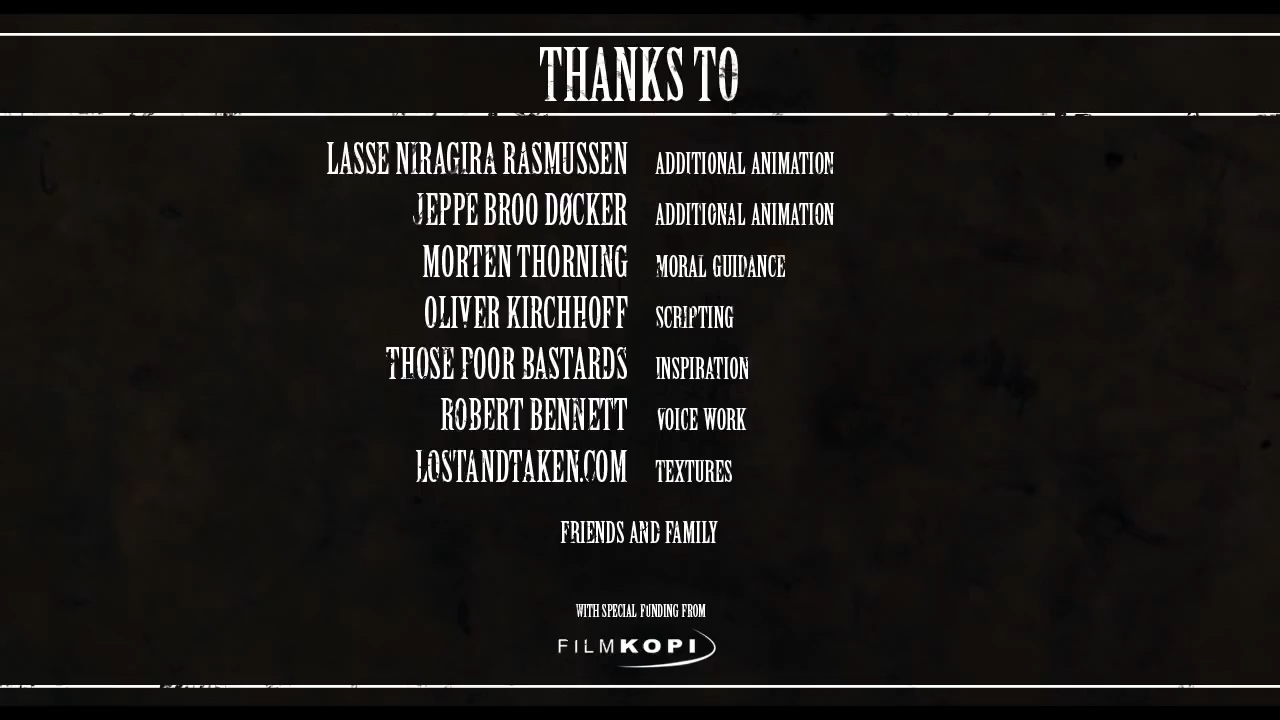 THANKS TO
LASSE NIRAGIRA RASMUSSEN ADDITIONAL ANIMATION
JEPPE BROO DØCKER ADDITIONAL ANIMATION
MORTEN THORNING MORAL GUIDANCE
OLIVER KIRCHHOFF SCRIPTING
THOSE POOR BASTARDS INSPIRATION
ROBERT BENNETT VOICE WORK
LOSTANDTAKEN.COM TEXTURES
FRIENDS AND FAMILY
WITH SPECIAL FUNDING FROM
FILMKOPI